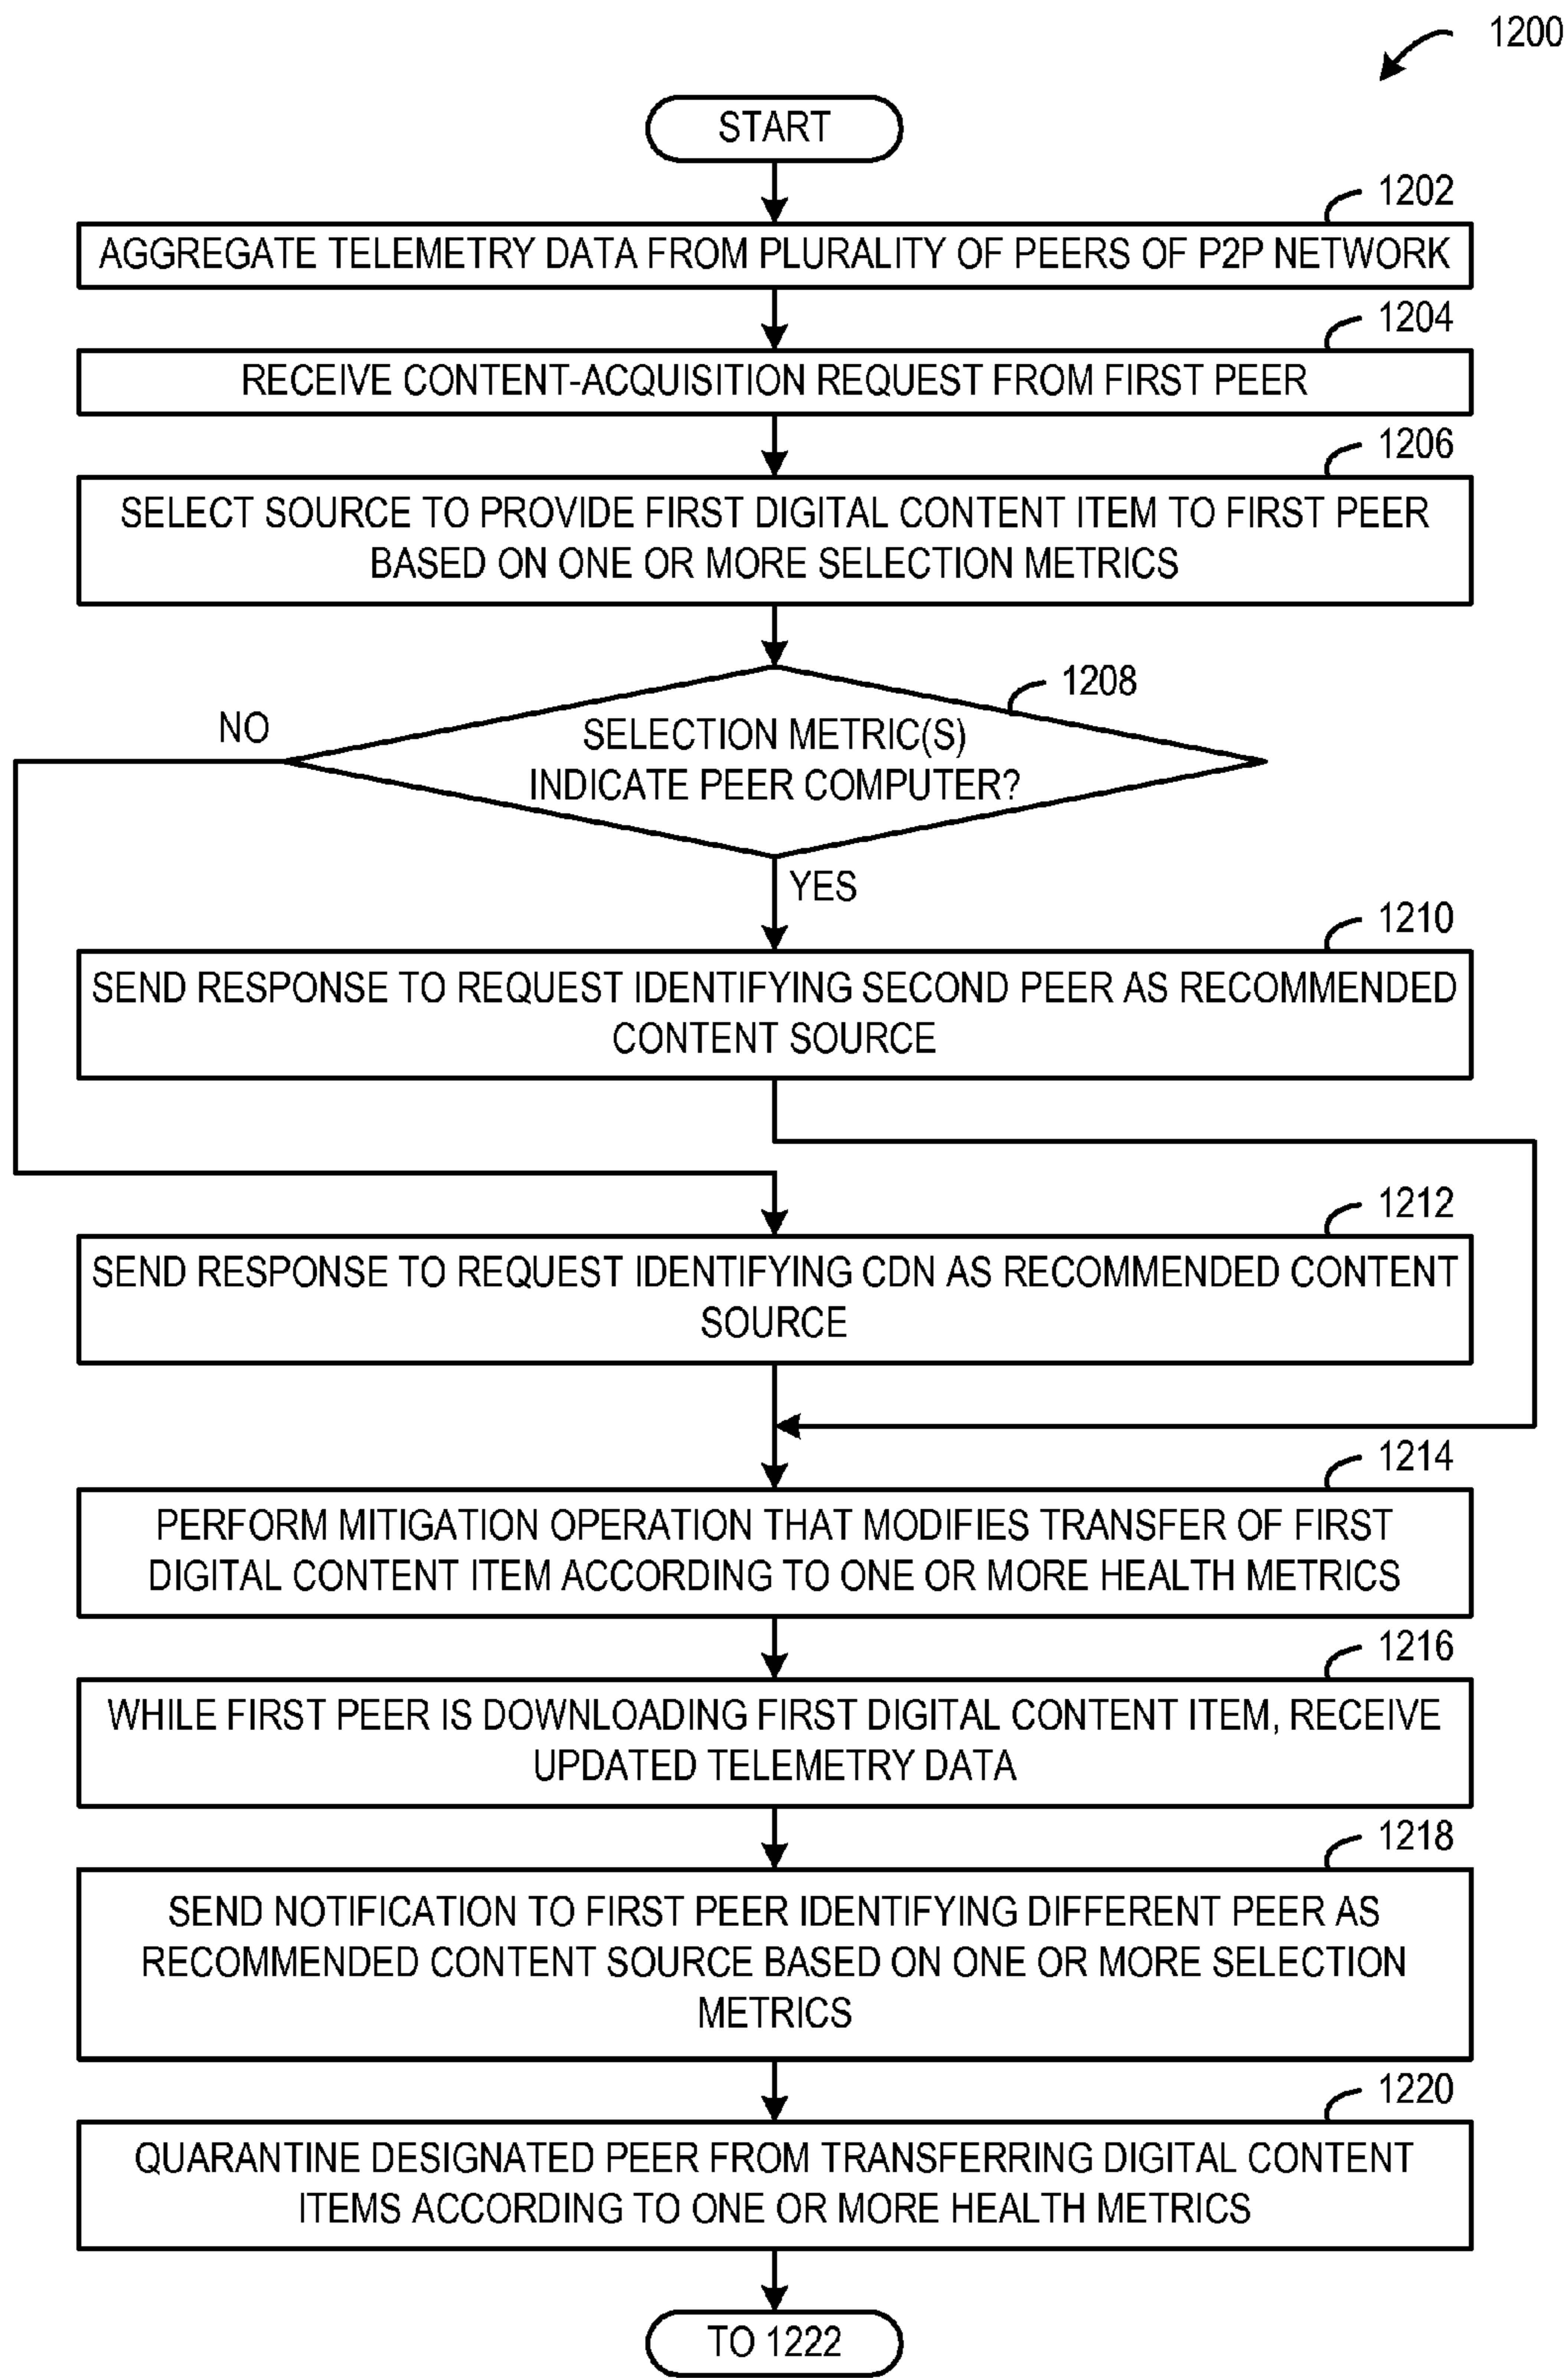 1200
START
1202
AGGREGATE TELEMETRY DATA FROM PLURALITY OF PEERS OF P2P NETWORK
1204
RECEIVE CONTENT-ACQUISITION REQUEST FROM FIRST PEER
1206
SELECT SOURCE TO PROVIDE FIRST DIGITAL CONTENT ITEM TO FIRST PEER
BASED ON ONE OR MORE SELECTION METRICS
1208
NO
SELECTION METRIC(S)
INDICATE PEER COMPUTER?
YES
1210
SEND RESPONSE TO REQUEST IDENTIFYING SECOND PEER AS RECOMMENDED
CONTENT SOURCE
1212
SEND RESPONSE TO REQUEST IDENTIFYING CDN AS RECOMMENDED CONTENT
SOURCE
1214
PERFORM MITIGATION OPERATION THAT MODIFIES TRANSFER OF FIRST
DIGITAL CONTENT ITEM ACCORDING TO ONE OR MORE HEALTH METRICS
1216
WHILE FIRST PEER IS DOWNLOADING FIRST DIGITAL CONTENT ITEM, RECEIVE
UPDATED TELEMETRY DATA
1218
SEND NOTIFICATION TO FIRST PEER IDENTIFYING DIFFERENT PEER AS
RECOMMENDED CONTENT SOURCE BASED ON ONE OR MORE SELECTION
METRICS
1220
QUARANTINE DESIGNATED PEER FROM TRANSFERRING DIGITAL CONTENT
ITEMS ACCORDING TO ONE OR MORE HEALTH METRICS
TO 1222